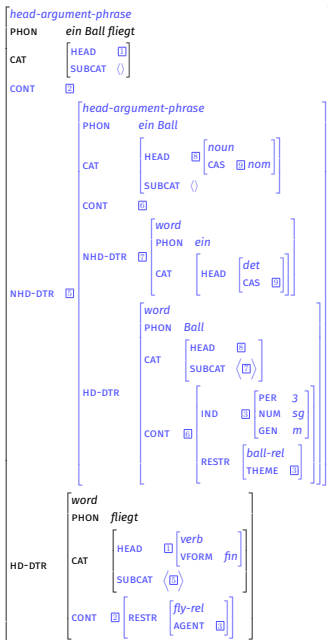 head-argument-phrase
PHON ein Ball fliegt
CAT HEAD 1
SUBCAT ⟨⟩
CONT 2
head-argument-phrase
PHON ein Ball
CAT HEAD 8 noun
CAS 9 nom
SUBCAT ⟨⟩
CONT 6
word
PHON ein
NHD-DTR 7 CAT HEAD det
CAS 9
NHD-DTR 5
word
PHON Ball
CAT HEAD 8
SUBCAT ⟨7⟩
HD-DTR
CONT 6 IND 3 PER 3
NUM sg
GEN m
RESTR ball-rel
THEME 3
word
PHON fliegt
HD-DTR CAT HEAD 1 verb
VFORM fin
SUBCAT ⟨5⟩
CONT 2 RESTR fly-rel
AGENT 3